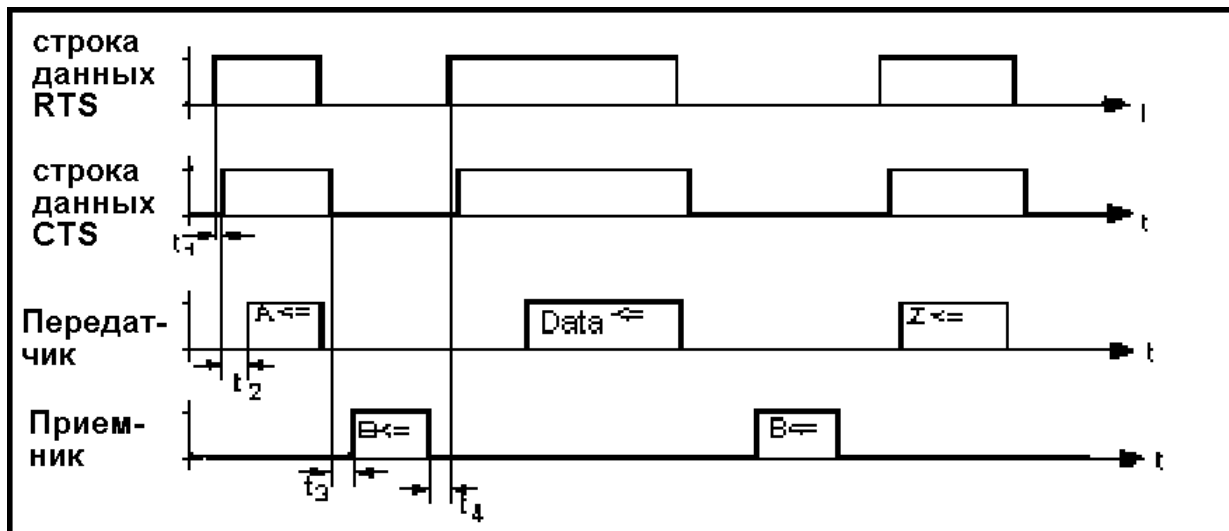 строка
данных
RTS
строка
данных
CTS
t
t1
Передат-
чик
A<=
Data <=
Z<=
t
t2
Прием-
ник
B<=
B<=
t
t3
t4